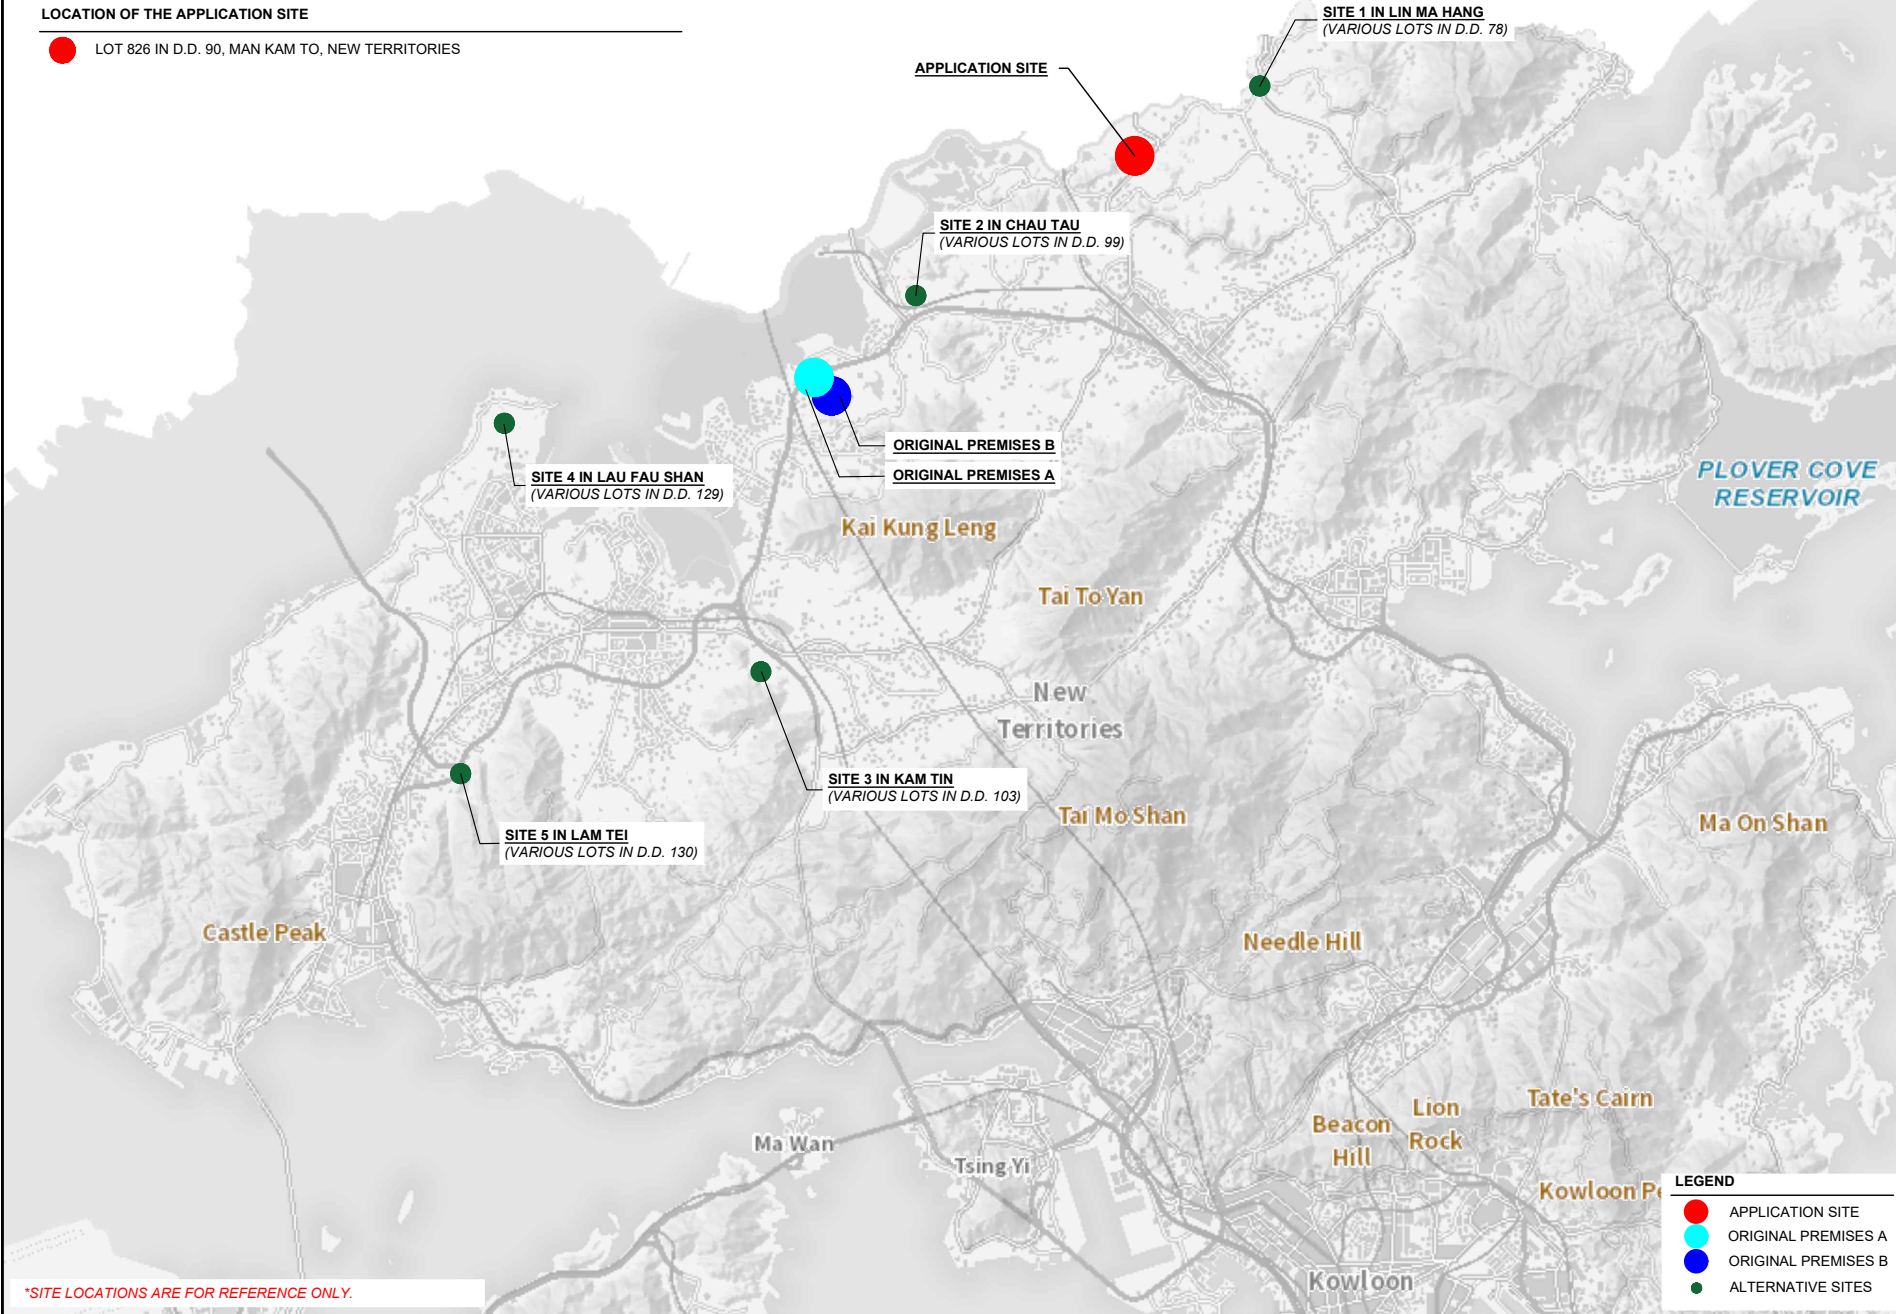 LOCATION OF THE APPLICATION SITE
LOT 826 IN D.D. 90, MAN KAM TO, NEW TERRITORIES
SITE 1 IN LIN MA HANG
(VARIOUS LOTS IN D.D. 78)
APPLICATION SITE
SITE 2 IN CHAU TAU
(VARIOUS LOTS IN D.D. 99)
ORIGINAL PREMISES B
ORIGINAL PREMISES A
SITE 4 IN LAU FAU SHAN
(VARIOUS LOTS IN D.D. 129)
PLOVER COVE
RESERVOIR
Kai Kung Leng
Tai To Yan
New
Territories
SITE 3 IN KAM TIN
(VARIOUS LOTS IN D.D. 103)
Tai Mo Shan
Ma On Shan
SITE 5 IN LAM TEI
(VARIOUS LOTS IN D.D. 130)
Castle Peak
Needle Hill
Tate's Cairn
Lion
Rock
Beacon
Hill
Ma Wan
Tsing Yi
Kowloon Pe
Kowloon
LEGEND
APPLICATION SITE
ORIGINAL PREMISES A
ORIGINAL PREMISES B
ALTERNATIVE SITES
*SITE LOCATIONS ARE FOR REFERENCE ONLY.